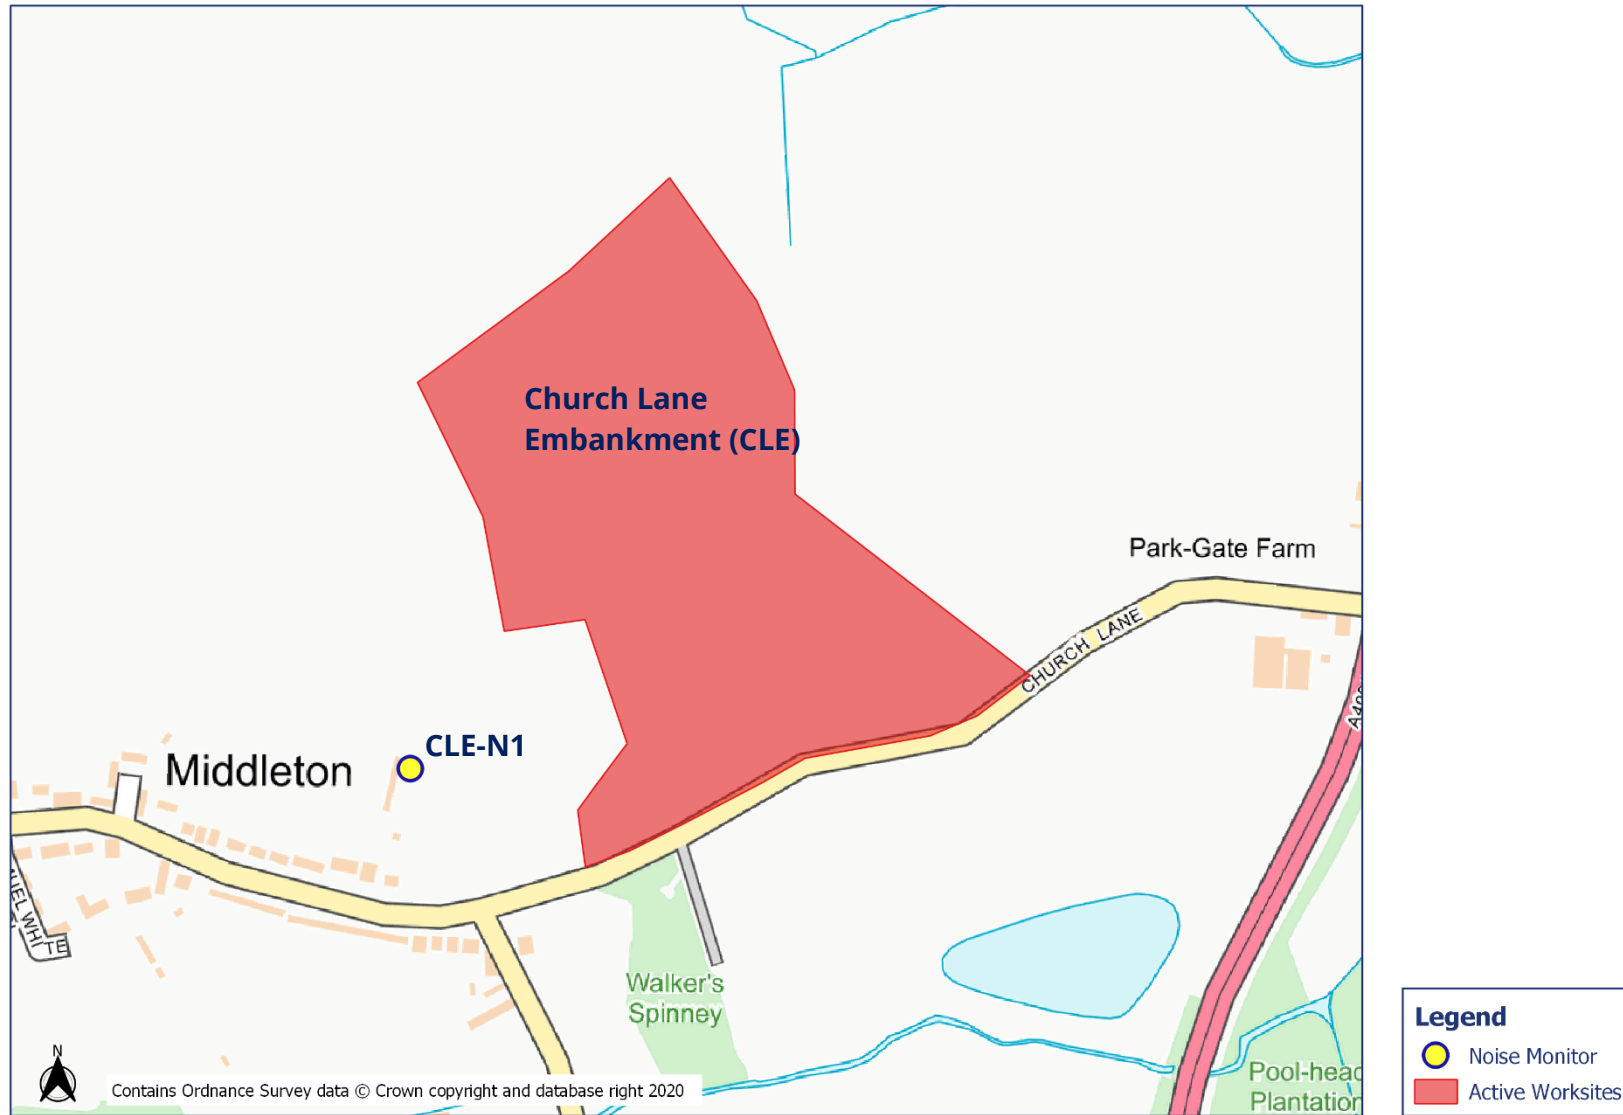 Church Lane
Embankment (CLE)
Park-Gate Farm
CHURCH LANE
CLE-N1
Middleton
WHITE
Walker's
Spinney
Pool-head
Plantation
N
Contains Ordnance Survey data © Crown copyright and database right 2020
Legend
Noise Monitor
Active Worksites